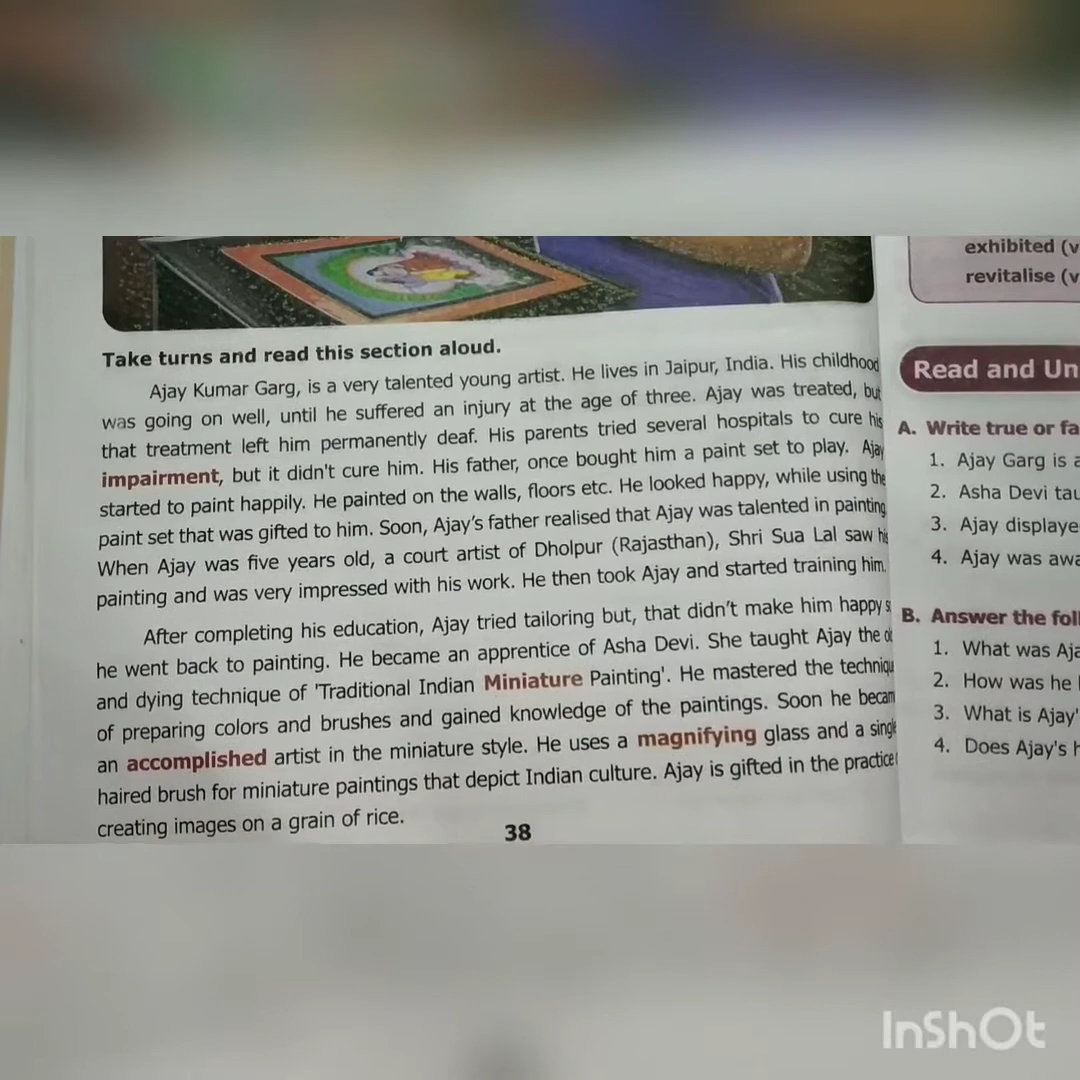 Take turns and read this section aloud.
Ajay Kumar Garg, is a very talented young artist. He lives in Jaipur, India. His childhood
was going on well, until he suffered an injury at the age of three. Ajay was treated, but
that treatment left him permanently deaf. His parents tried several hospitals to cure his
impairment, but it didn't cure him. His father, once bought him a paint set to play. Ajay
started to paint happily. He painted on the walls, floors etc. He looked happy, while using the
paint set that was gifted to him. Soon, Ajay's father realised that Ajay was talented in painting
When Ajay was five years old, a court artist of Dholpur (Rajasthan), Shri Sua Lal saw his
painting and was very impressed with his work. He then took Ajay and started training him.
After completing his education, Ajay tried tailoring but, that didn't make him happy
he went back to painting. He became an apprentice of Asha Devi. She taught Ajay the
and dying technique of 'Traditional Indian Miniature Painting'. He mastered the techniqu
of preparing colors and brushes and gained knowledge of the paintings. Soon he becam
an accomplished artist in the miniature style. He uses a magnifying glass and a singl
haired brush for miniature paintings that depict Indian culture. Ajay is gifted in the practice
creating images on a grain of rice.
38
exhibited (v
revitalise (v
Read and Un
A. Write true or fa
1. Ajay Garg is a
2. Asha Devi tau
3. Ajay displaye
4. Ajay was awa
B. Answer the foll
1. What was Aja
2. How was he
3. What is Ajay'
4. Does Ajay's h
InShOt